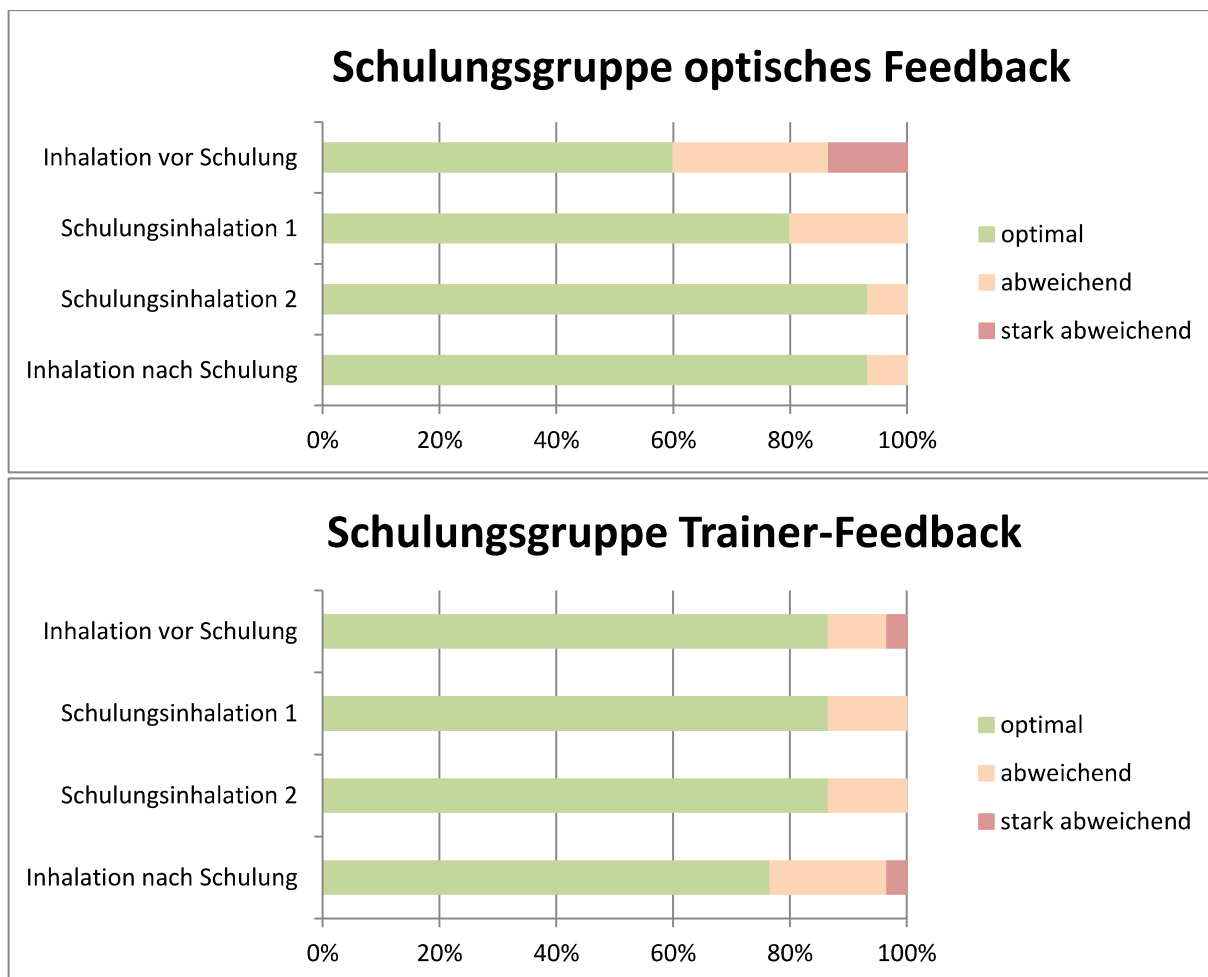 Schulungsgruppe optisches Feedback
Inhalation vor Schulung
Schulungsinhalation 1
Schulungsinhalation 2
Inhalation nach Schulung
0% 20% 40% 60% 80% 100%
optimal
abweichend
stark abweichend
Schulungsgruppe Trainer-Feedback
Inhalation vor Schulung
Schulungsinhalation 1
Schulungsinhalation 2
Inhalation nach Schulung
0% 20% 40% 60% 80% 100%
optimal
abweichend
stark abweichend